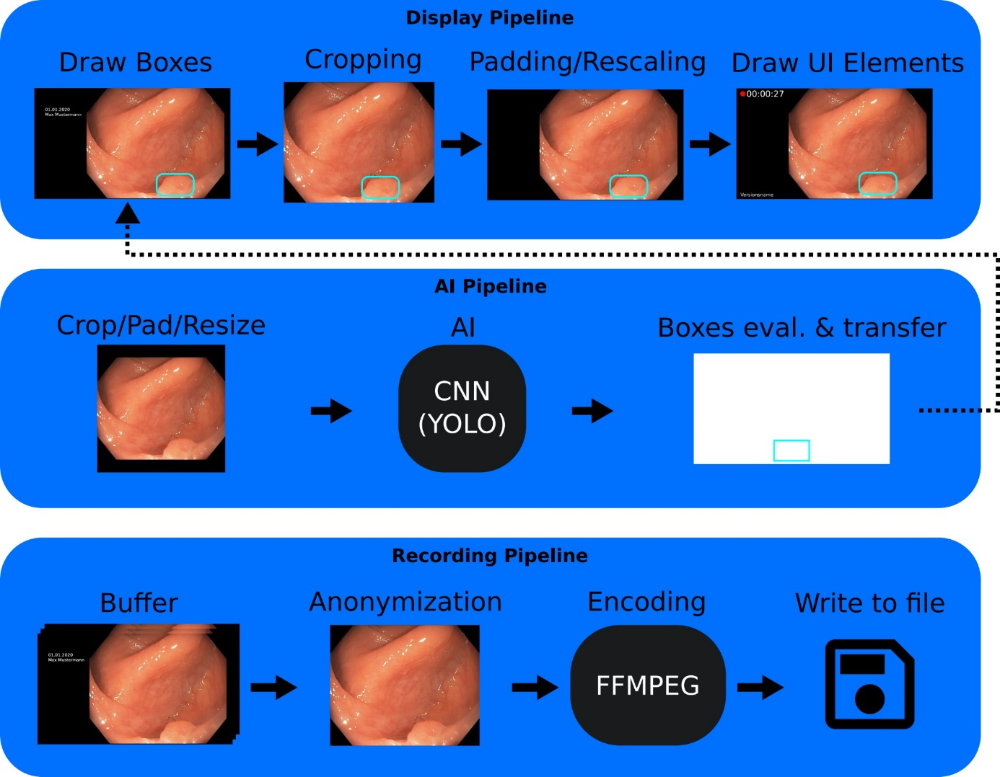 Display Pipeline
Draw Boxes
Cropping
Padding/Rescaling
Draw UI Elements
01.01.2020
Max Mustermann
00:00:27
Versionsname
AI Pipeline
Crop/Pad/Resize
AI
Boxes eval. & transfer
CNN
(YOLO)
Recording Pipeline
Buffer
Anonymization
Encoding
Write to file
01.01.2020
Max Mustermann
FFMPEG